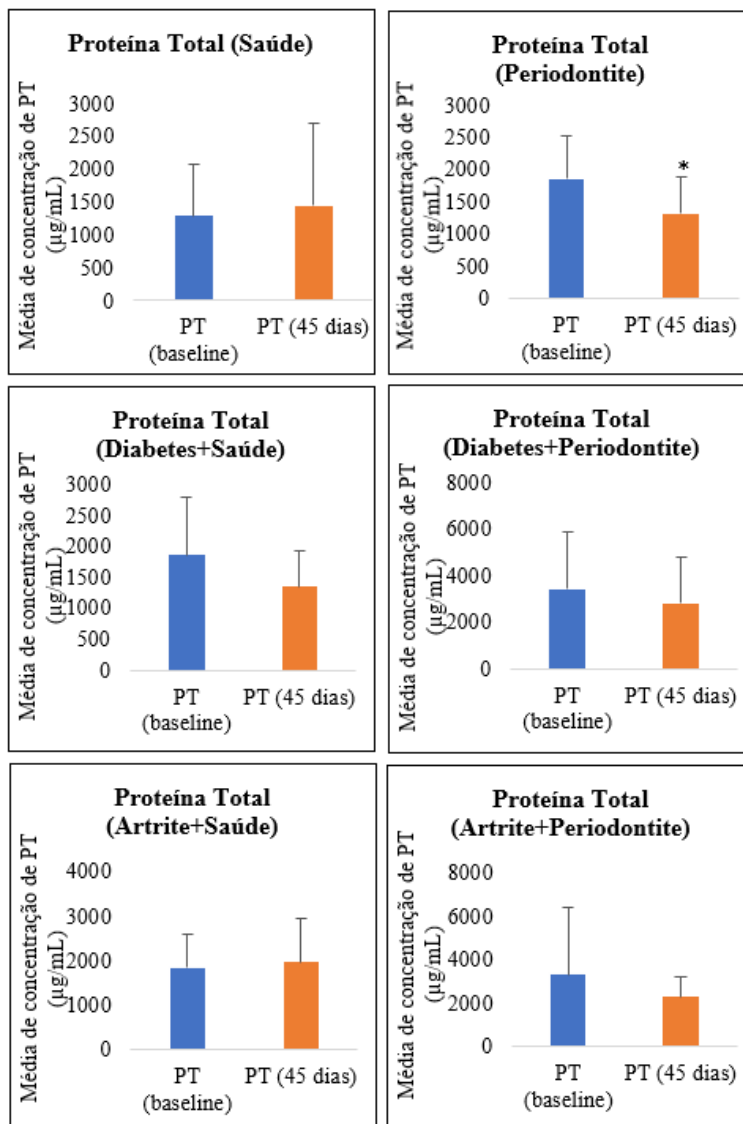 Proteína Total (Saúde)
Média de concentração de PT
(µg/mL)
3000
2500
2000
1500
1000
500
0
PT
(baseline)
PT (45 dias)
Proteína Total
(Periodontite)
Média de concentração de PT
(µg/mL)
3000
2500
2000
1500
1000
500
0
*
PT
(baseline)
PT (45 dias)
Proteína Total
(Diabetes+Saúde)
Média de concentração de PT
(µg/mL)
3000
2500
2000
1500
1000
500
0
PT
(baseline)
PT (45 dias)
Proteína Total
(Diabetes+Periodontite)
Média de concentração de PT
(µg/mL)
8000
6000
4000
2000
0
PT
(baseline)
PT (45 dias)
Proteína Total
(Artrite+Saúde)
Média de concentração de PT
(µg/mL)
4000
3000
2000
1000
0
PT
(baseline)
PT (45 dias)
Proteína Total
(Artrite+Periodontite)
Média de concentração de PT
(µg/mL)
8000
6000
4000
2000
0
PT
(baseline)
PT (45 dias)